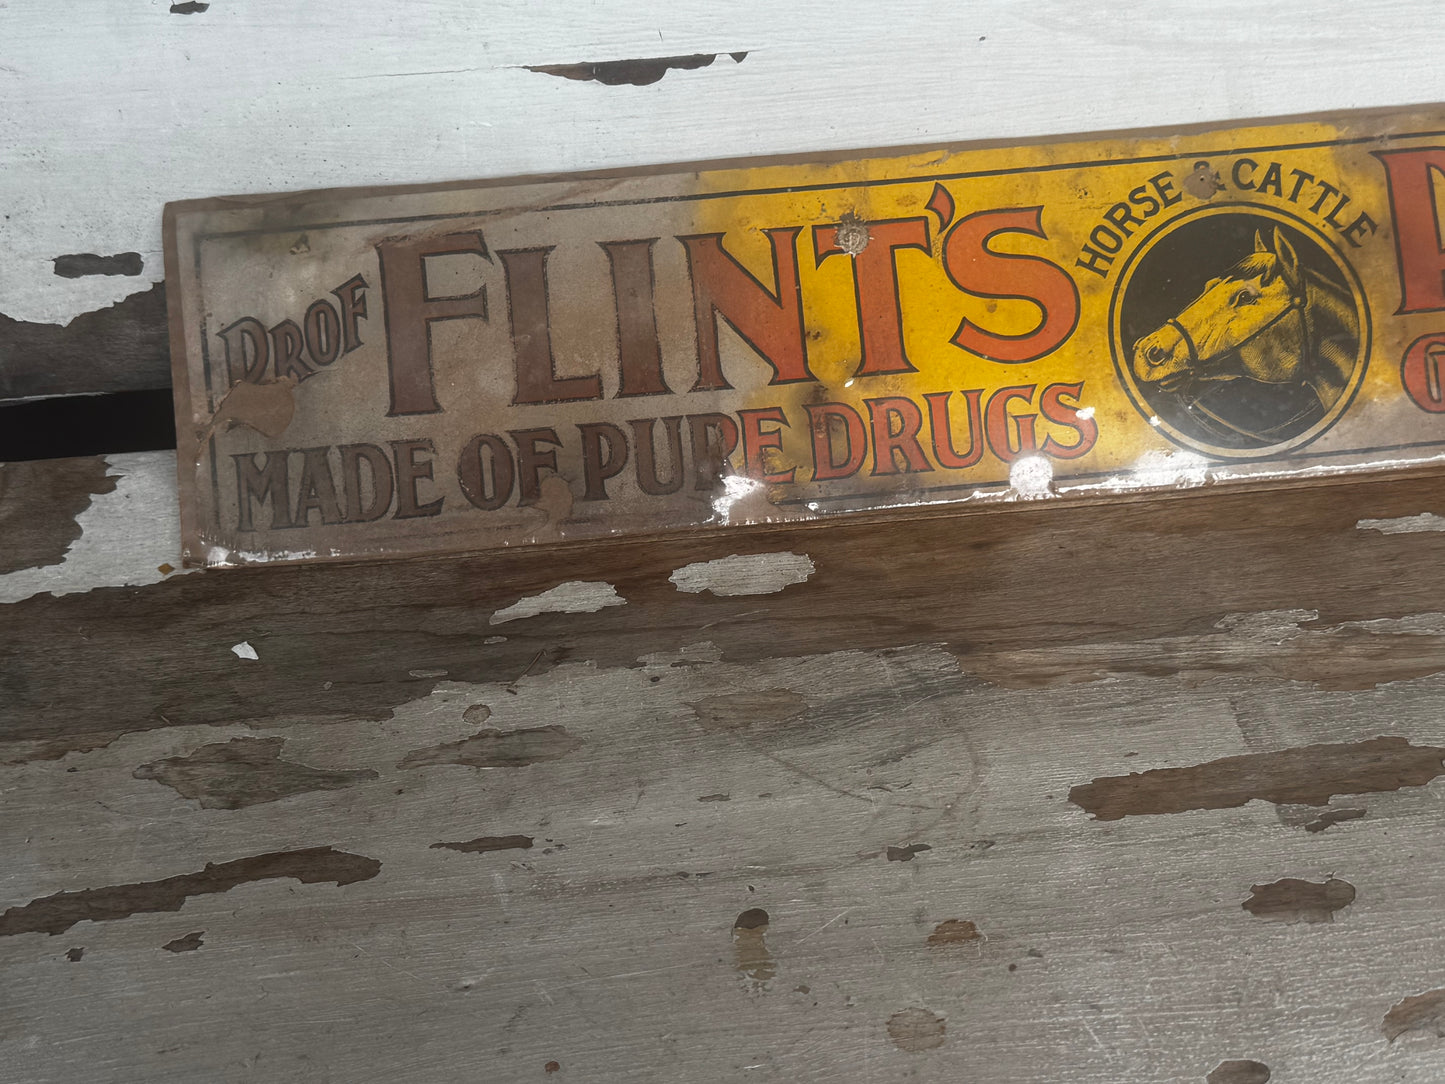 PROF FLINT'S
MADE OF PURE DRUGS
HORSE & CATTLE